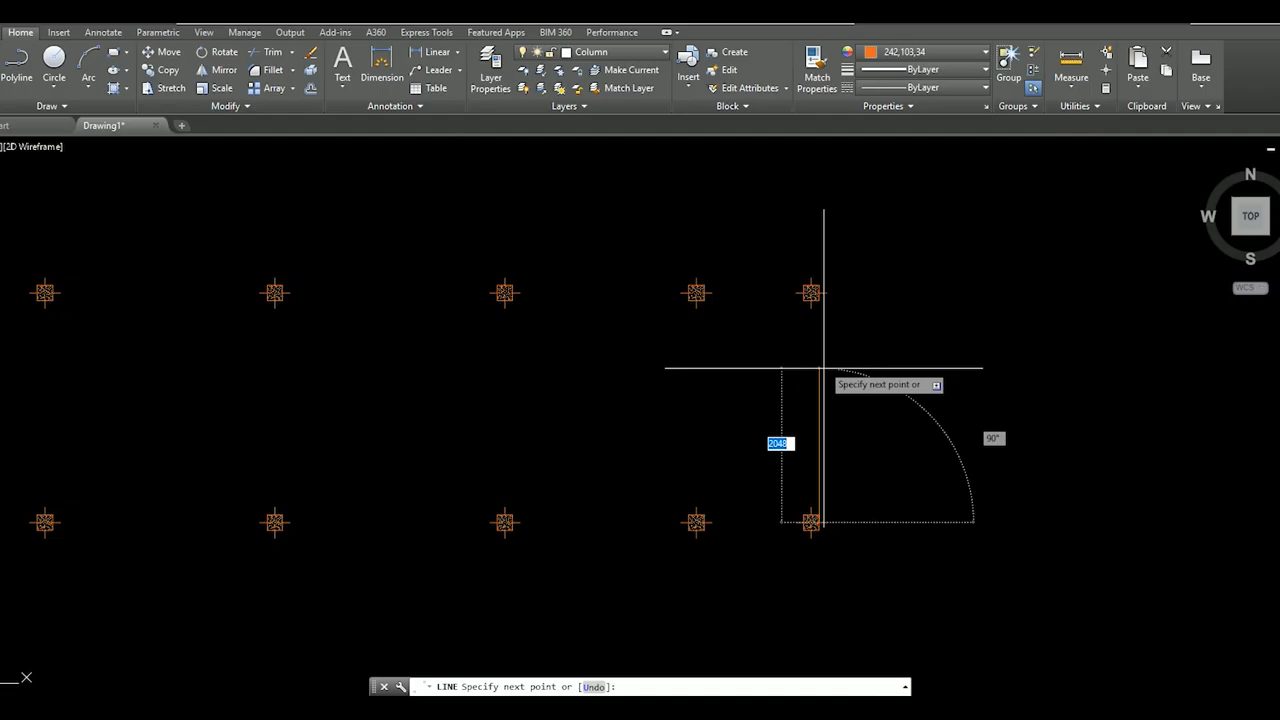 Home Insert Annotate Parametric View Manage Output Add-ins A360 Express Tools Featured Apps BIM 360 Performance
Polyline Circle Arc Move Rotate Trim Text Dimension Linear Layer Properties Column Insert Create Match Properties 242,103,34 Group Measure Paste Base
Copy Mirror Fillet Leader Make Current Edit ByLayer
Stretch Scale Array Table Match Layer Edit Attributes ByLayer
Draw Modify Annotation Layers Block Properties Groups Utilities Clipboard View
art Drawing1*
][2D Wireframe]
N
W TOP
S
WCS
Specify next point or
2048
90°
X
LINE Specify next point or [Undo]: